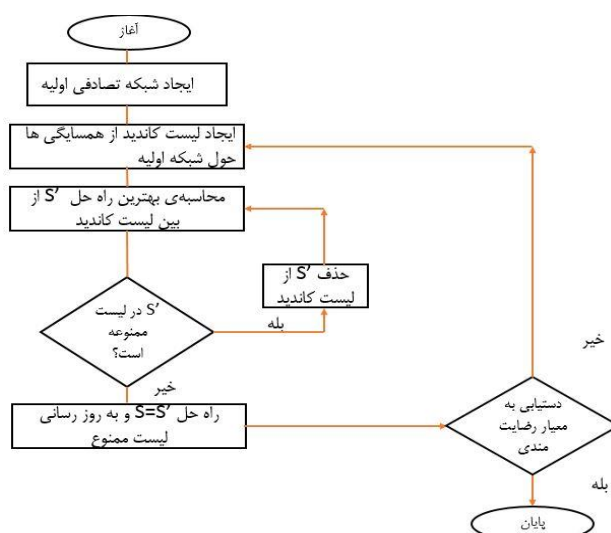 آغاز
ایجاد شبکه تصادفی اولیه
ایجاد لیست کاندید از همسایگی ها
حول شبکه اولیه
محاسبه‌ی بهترین راه حل S′ از
بین لیست کاندید
حذف S′ از
لیست کاندید
S′ در لیست
ممنوعه
است؟
بله
خیر
راه حل S=S′ و به روز رسانی
لیست ممنوع
دستیابی به
معیار رضایت
مندی
خیر
بله
پایان